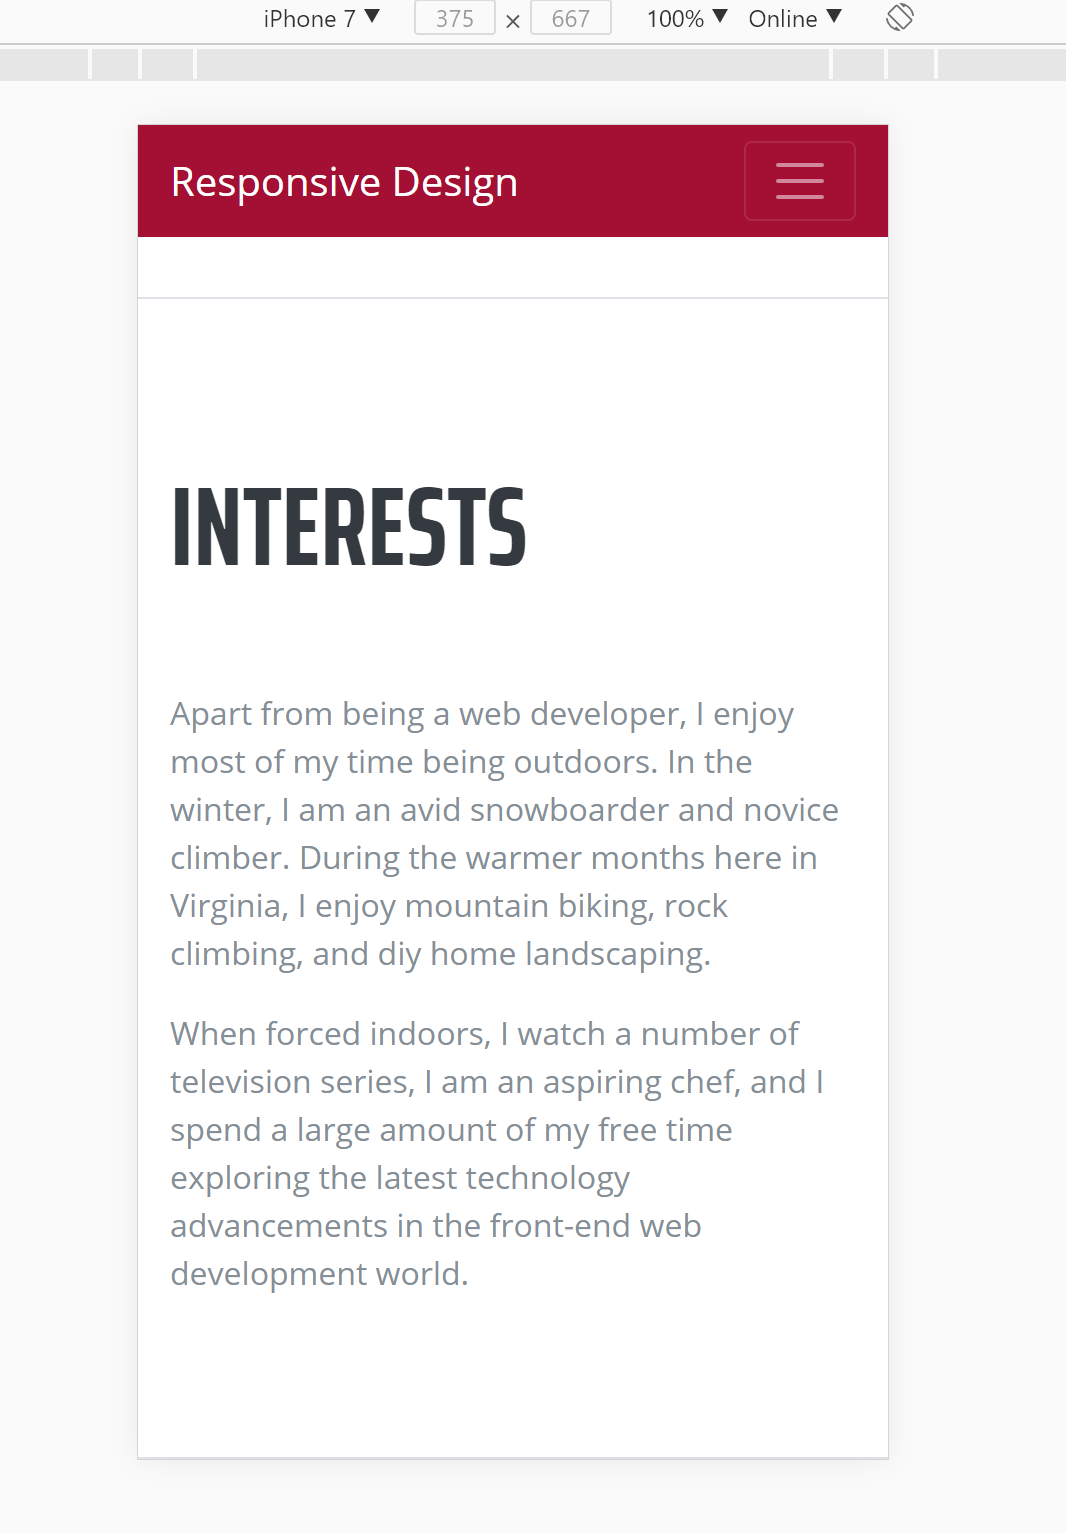 iPhone 7 ▼ 375 × 667 100% ▼ Online ▼
Responsive Design
INTERESTS
Apart from being a web developer, I enjoy
most of my time being outdoors. In the
winter, I am an avid snowboarder and novice
climber. During the warmer months here in
Virginia, I enjoy mountain biking, rock
climbing, and diy home landscaping.
When forced indoors, I watch a number of
television series, I am an aspiring chef, and I
spend a large amount of my free time
exploring the latest technology
advancements in the front-end web
development world.